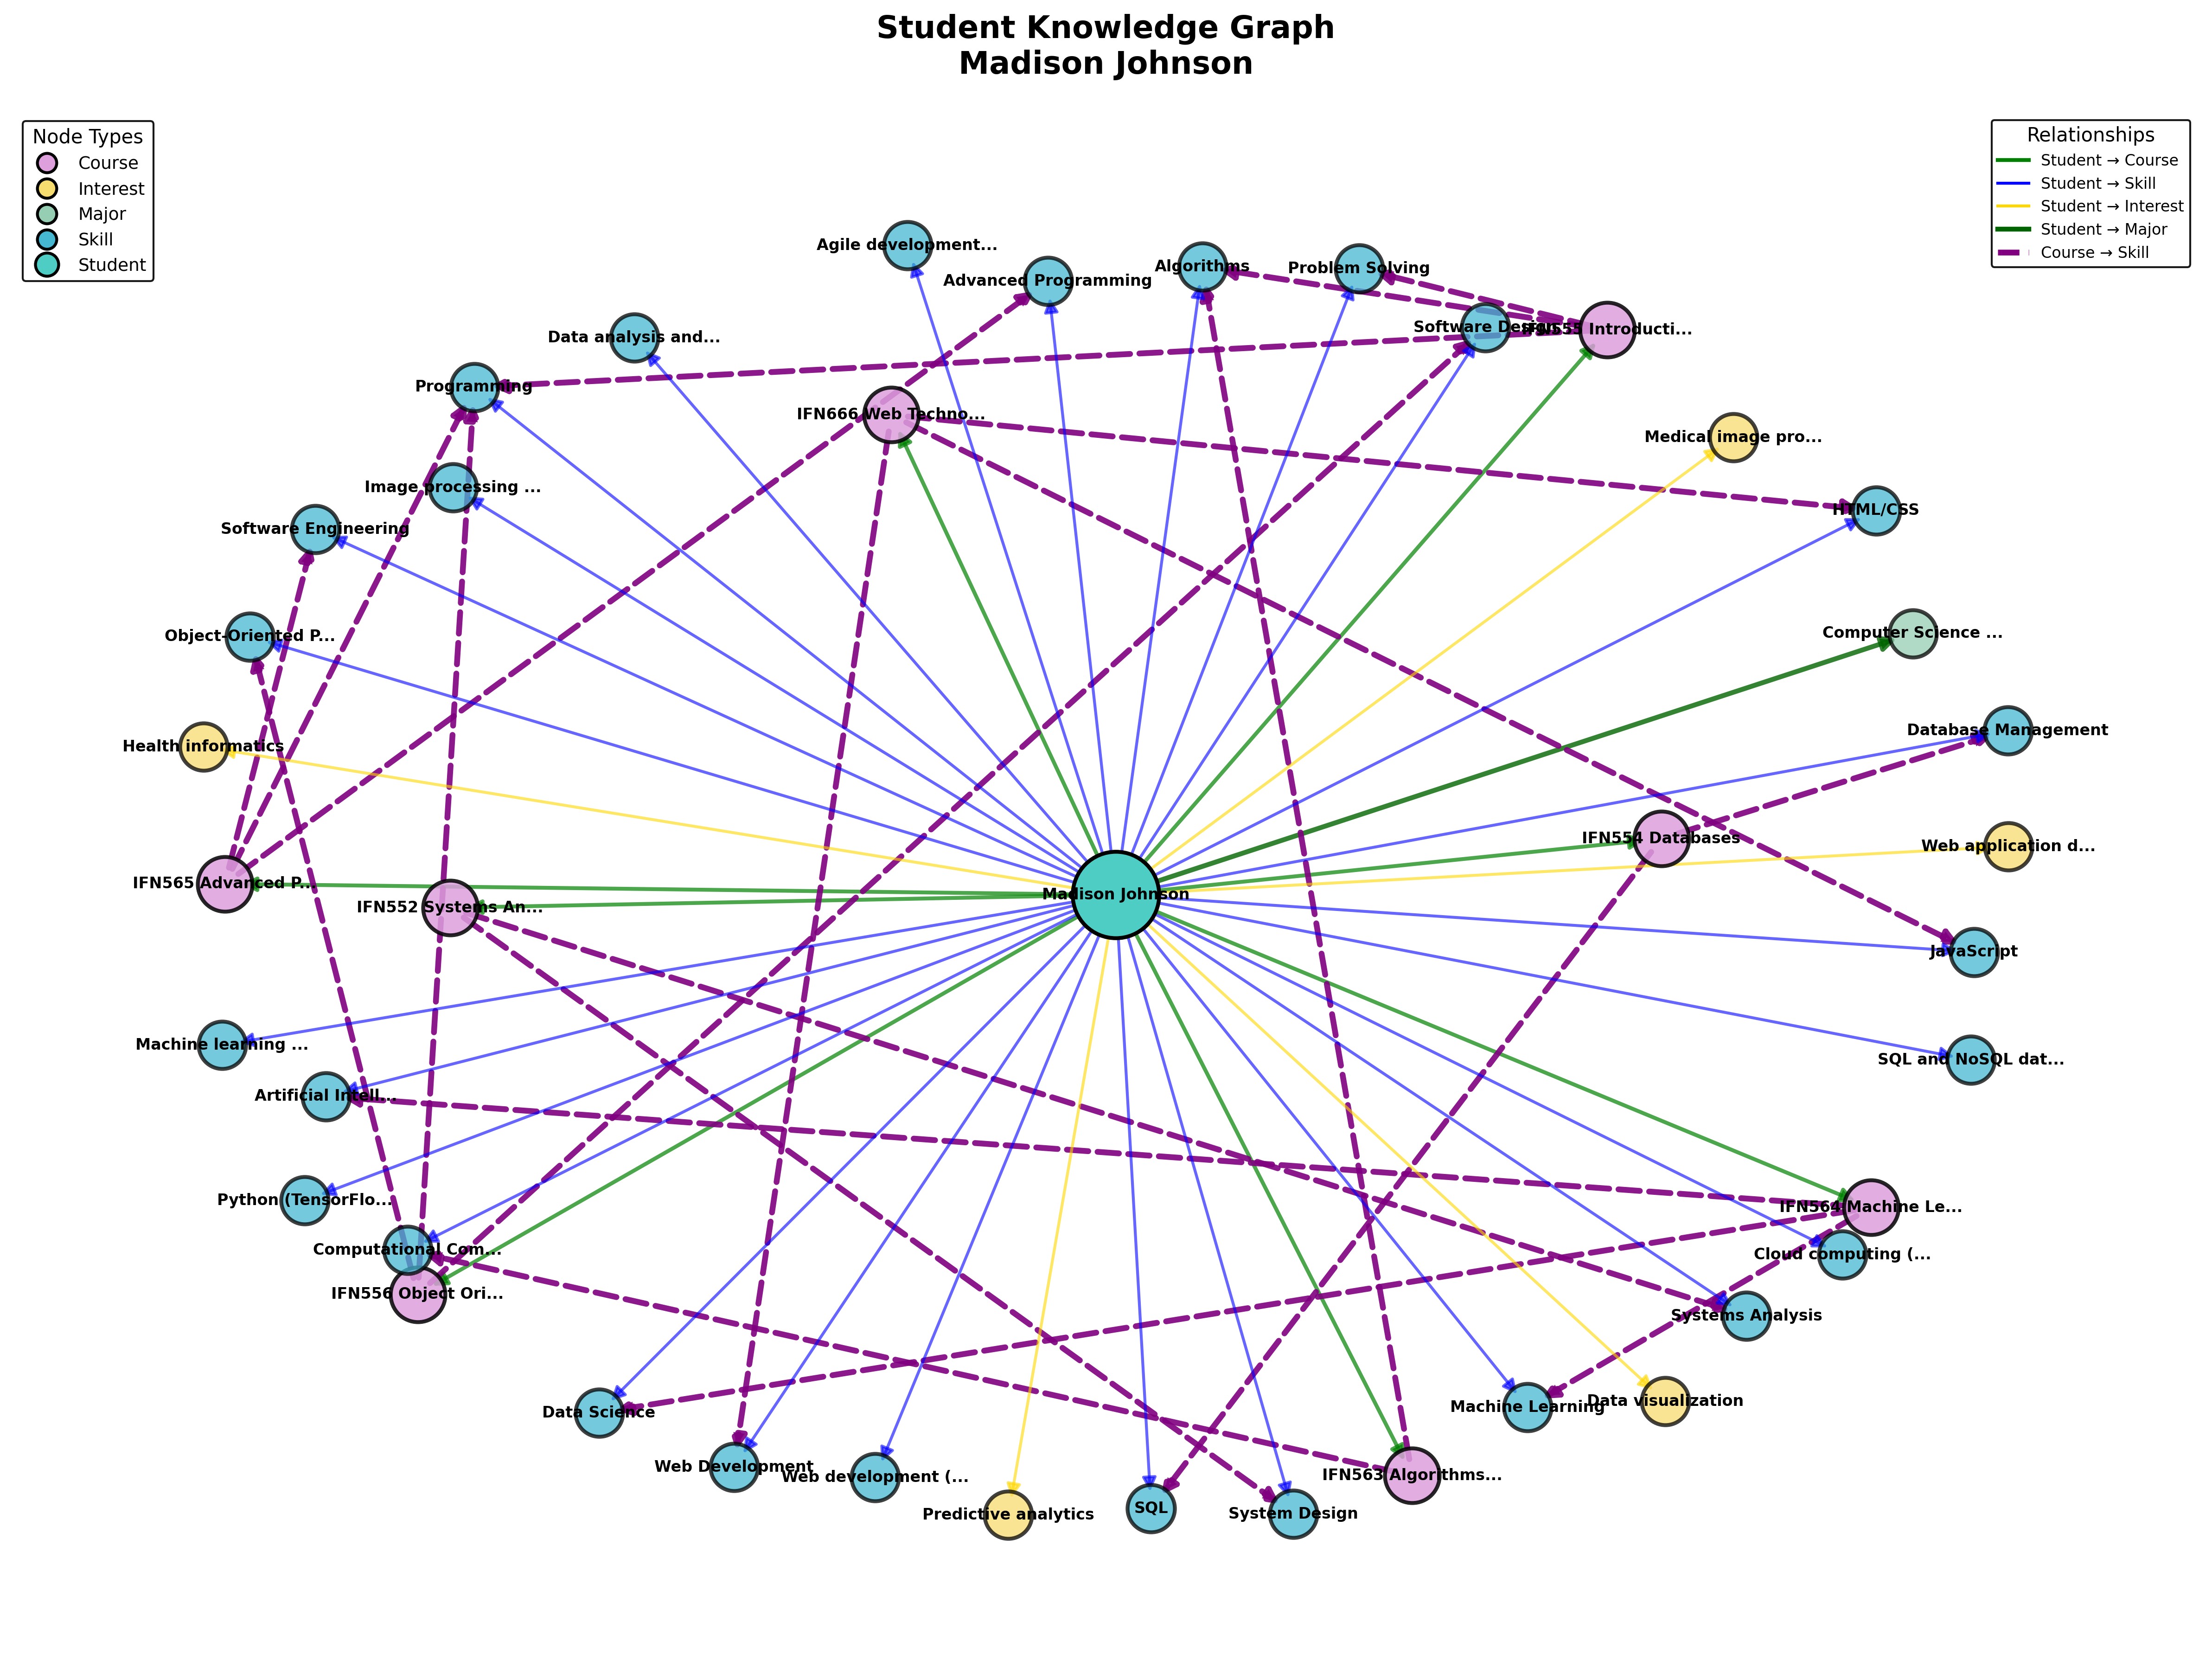 Student Knowledge Graph
Madison Johnson
Node Types
Course
Interest
Major
Skill
Student
Relationships
Student → Course
Student → Skill
Student → Interest
Student → Major
Course → Skill
Agile development...
Advanced Programming
Algorithms
Problem Solving
Software Design
IFN555 Introducti...
Data analysis and...
Programming
IFN666 Web Techno...
Medical image pro...
Image processing ...
HTML/CSS
Software Engineering
Object-Oriented P...
Computer Science ...
Health informatics
Database Management
IFN554 Databases
Web application d...
IFN565 Advanced P...
IFN552 Systems An...
Madison Johnson
JavaScript
Machine learning ...
SQL and NoSQL dat...
Artificial Intell...
Python (TensorFlo...
IFN564 Machine Le...
Computational Com...
Cloud computing (...
IFN556 Object Ori...
Systems Analysis
Data Science
Machine Learning
Data visualization
Web Development
Web development (...
IFN563 Algorithms...
Predictive analytics
SQL
System Design